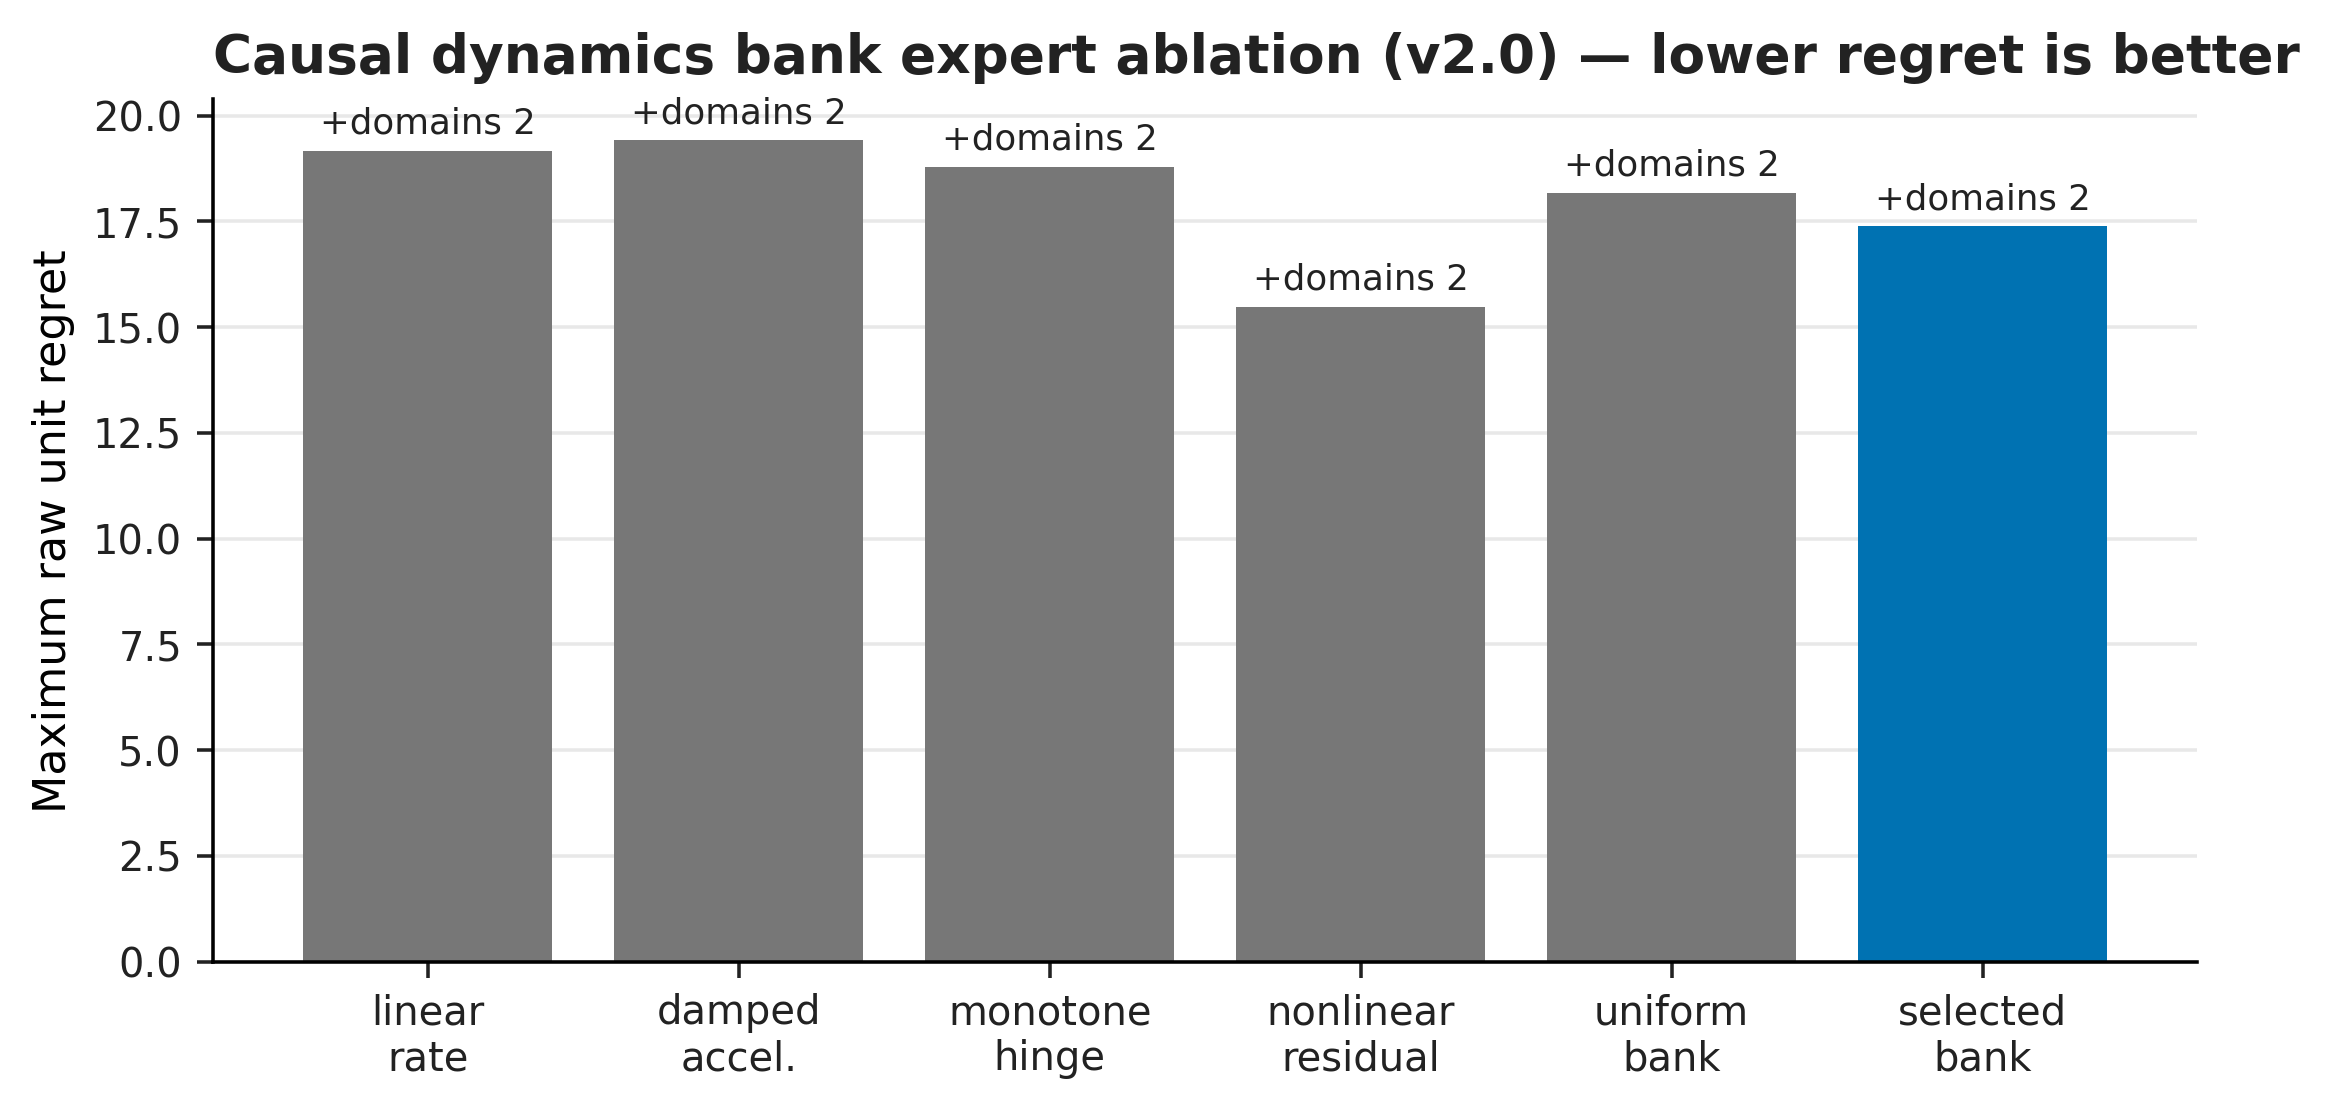 Causal dynamics bank expert ablation (v2.0) — lower regret is better
Maximum raw unit regret
20.0
17.5
15.0
12.5
10.0
7.5
5.0
2.5
0.0
+domains 2
+domains 2
+domains 2
+domains 2
+domains 2
+domains 2
linear
rate
damped
accel.
monotone
hinge
nonlinear
residual
uniform
bank
selected
bank